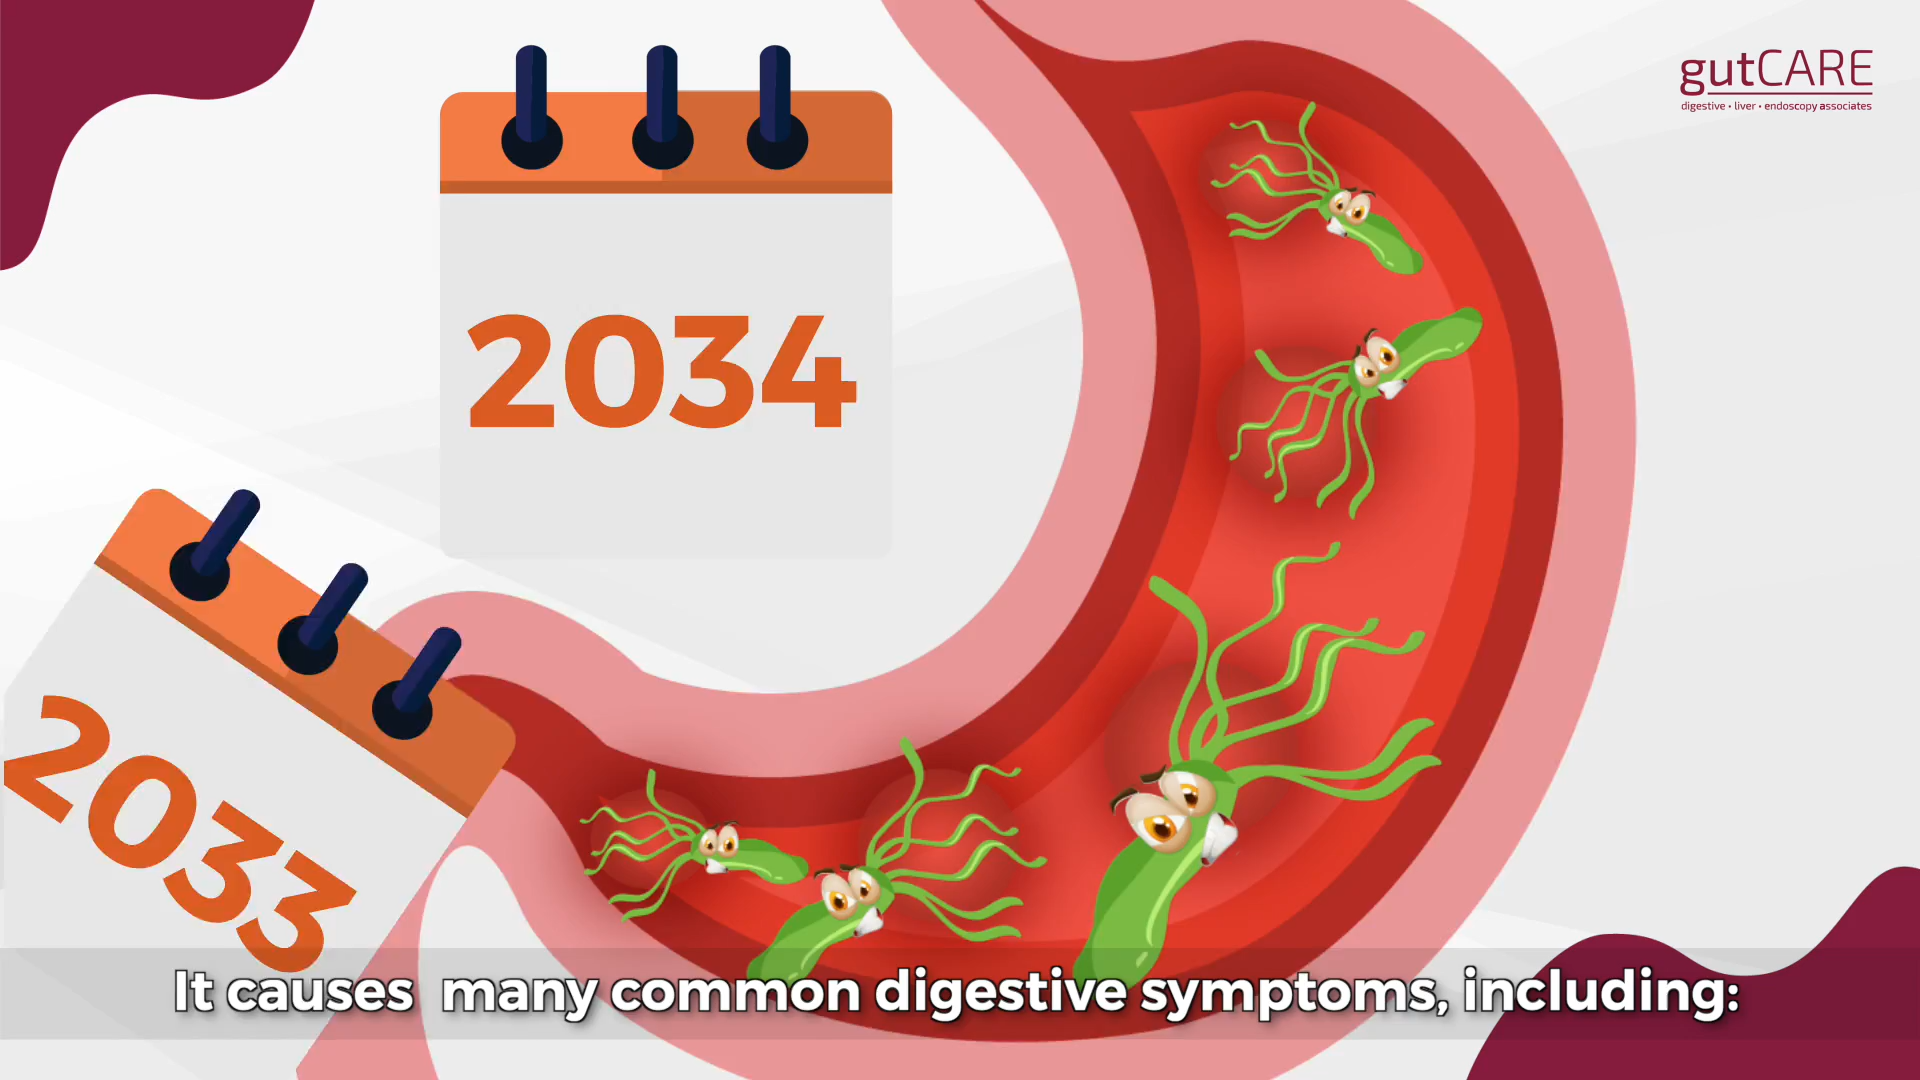 gutCARE
digestive • liver • endoscopy associates
2034
2033
It causes  many common digestive symptoms, including: